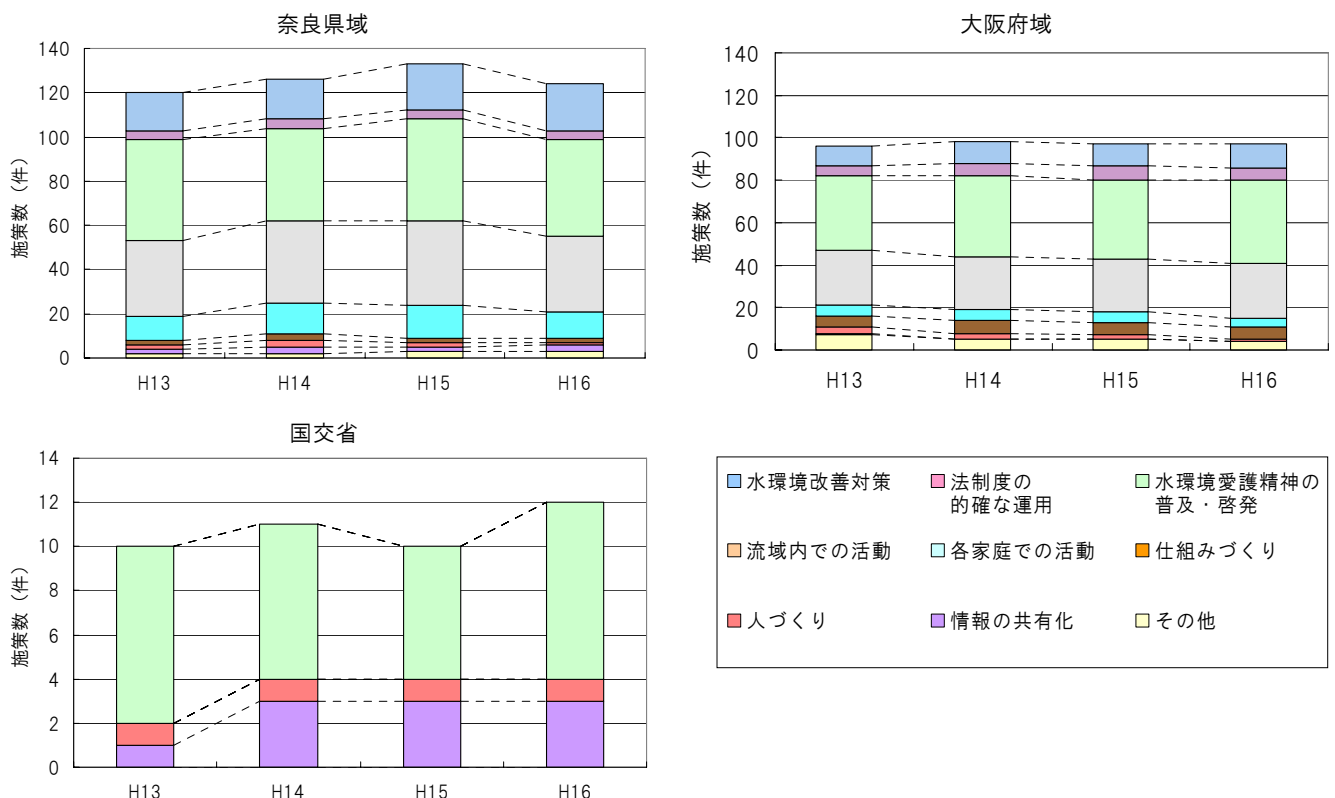 奈良県域
施策数（件）
140
120
100
80
60
40
20
0
H13 H14 H15 H16
大阪府域
施策数（件）
140
120
100
80
60
40
20
0
H13 H14 H15 H16
国交省
施策数（件）
14
12
10
8
6
4
2
0
H13 H14 H15 H16
水環境改善対策
法制度の
的確な運用
水環境愛護精神の
普及・啓発
流域内での活動
各家庭での活動
仕組みづくり
人づくり
情報の共有化
その他